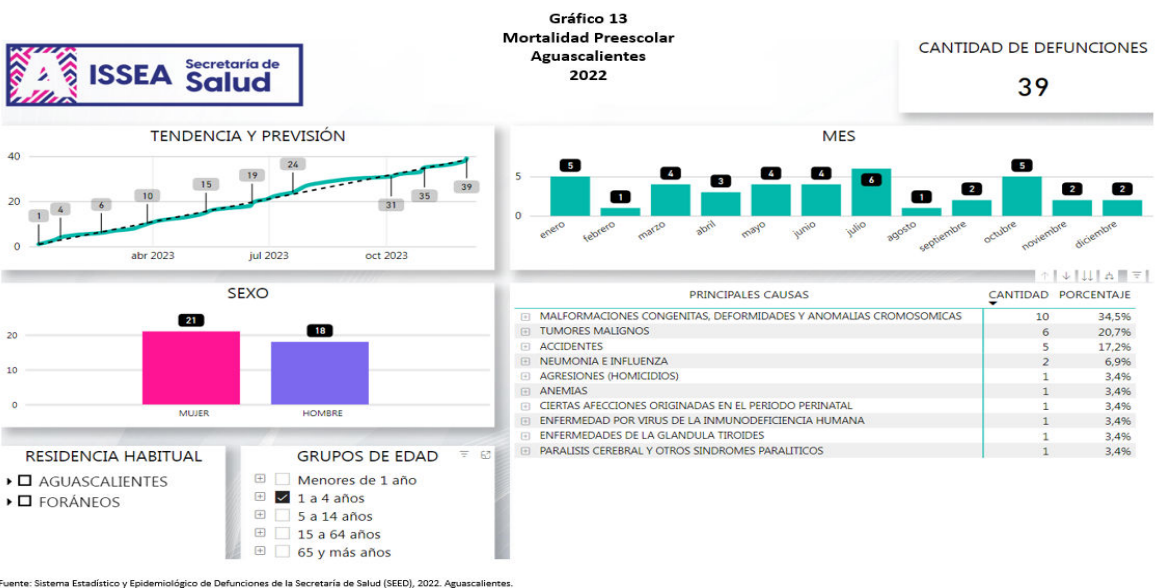 Gráfico 13
Mortalidad Preescolar
Aguascalientes
2022
ISSEA Secretaría de Salud
CANTIDAD DE DEFUNCIONES
39
TENDENCIA Y PREVISIÓN
40
20
0
1
4
6
10
15
19
24
31
35
39
abr 2023
jul 2023
oct 2023
MES
5
0
5
1
4
3
4
4
6
1
2
5
2
2
enero
febrero
marzo
abril
mayo
junio
julio
agosto
septiembre
octubre
noviembre
diciembre
SEXO
20
10
0
21
18
MUJER
HOMBRE
PRINCIPALES CAUSAS CANTIDAD PORCENTAJE
MALFORMACIONES CONGENITAS, DEFORMIDADES Y ANOMALIAS CROMOSOMICAS 10 34,5%
TUMORES MALIGNOS 6 20,7%
ACCIDENTES 5 17,2%
NEUMONIA E INFLUENZA 2 6,9%
AGRESIONES (HOMICIDIOS) 1 3,4%
ANEMIAS 1 3,4%
CIERTAS AFECCIONES ORIGINADAS EN EL PERIODO PERINATAL 1 3,4%
ENFERMEDAD POR VIRUS DE LA INMUNODEFICIENCIA HUMANA 1 3,4%
ENFERMEDADES DE LA GLANDULA TIROIDES 1 3,4%
PARALISIS CEREBRAL Y OTROS SINDROMES PARALITICOS 1 3,4%
RESIDENCIA HABITUAL
AGUASCALIENTES
FORÁNEOS
GRUPOS DE EDAD
Menores de 1 año
1 a 4 años
5 a 14 años
15 a 64 años
65 y más años
Fuente: Sistema Estadístico y Epidemiológico de Defunciones de la Secretaría de Salud (SEED), 2022. Aguascalientes.